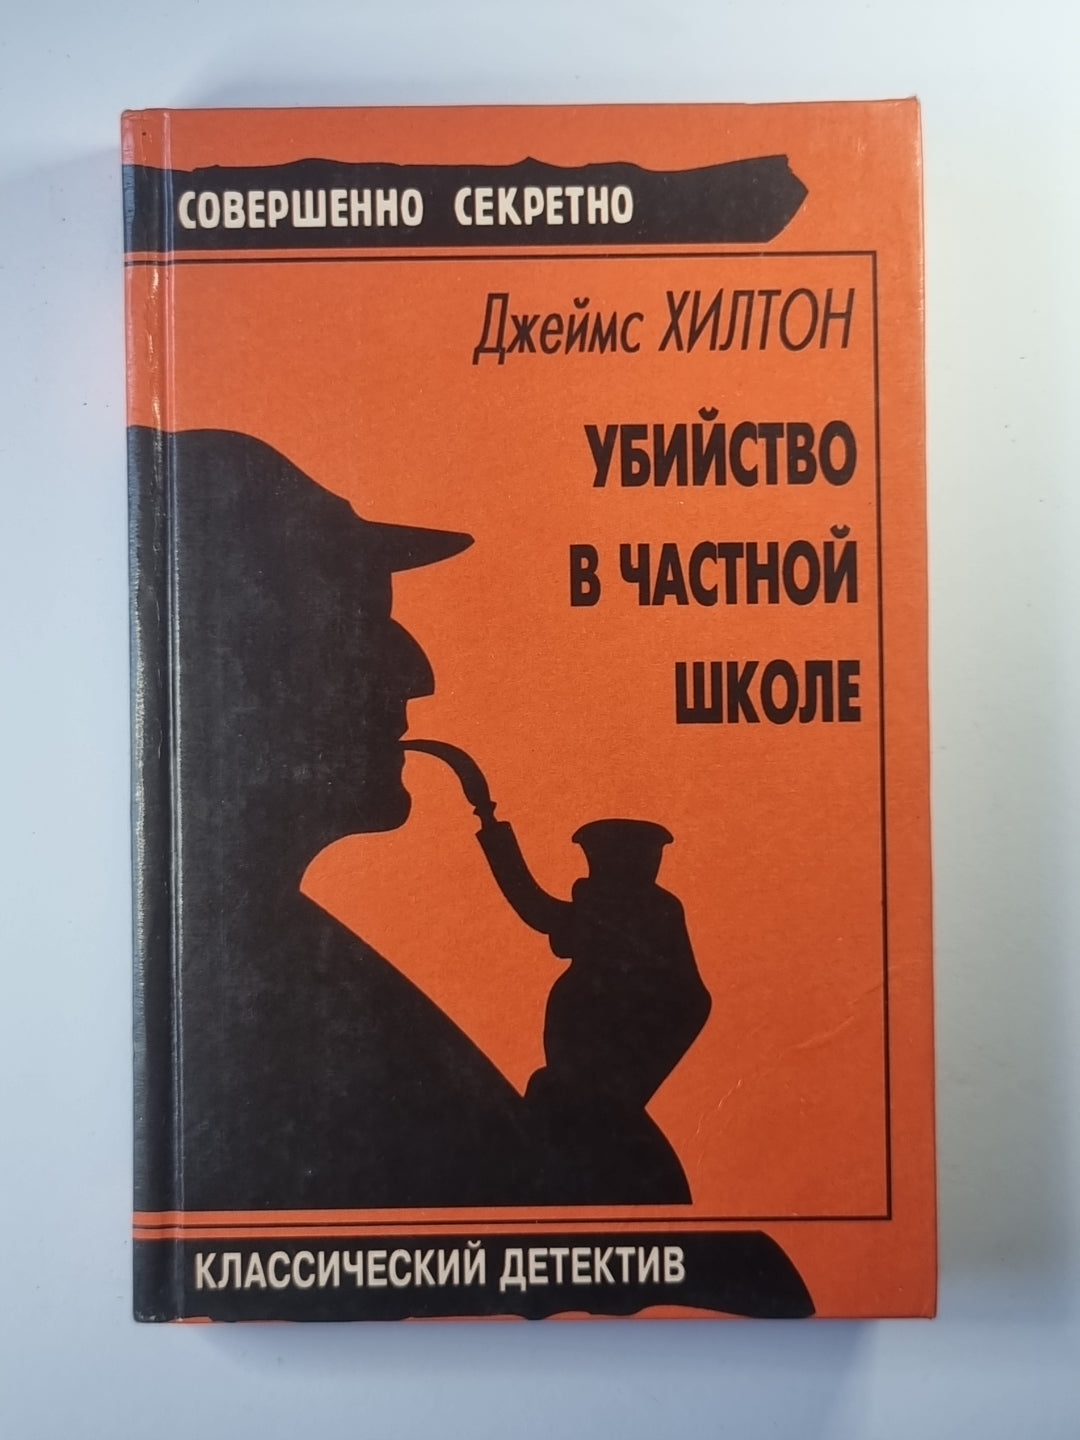 СОВЕРШЕННО СЕКРЕТНО
Джеймс ХИЛТОН
УБИЙСТВО
В ЧАСТНОЙ
ШКОЛЕ
КЛАССИЧЕСКИЙ ДЕТЕКТИВ